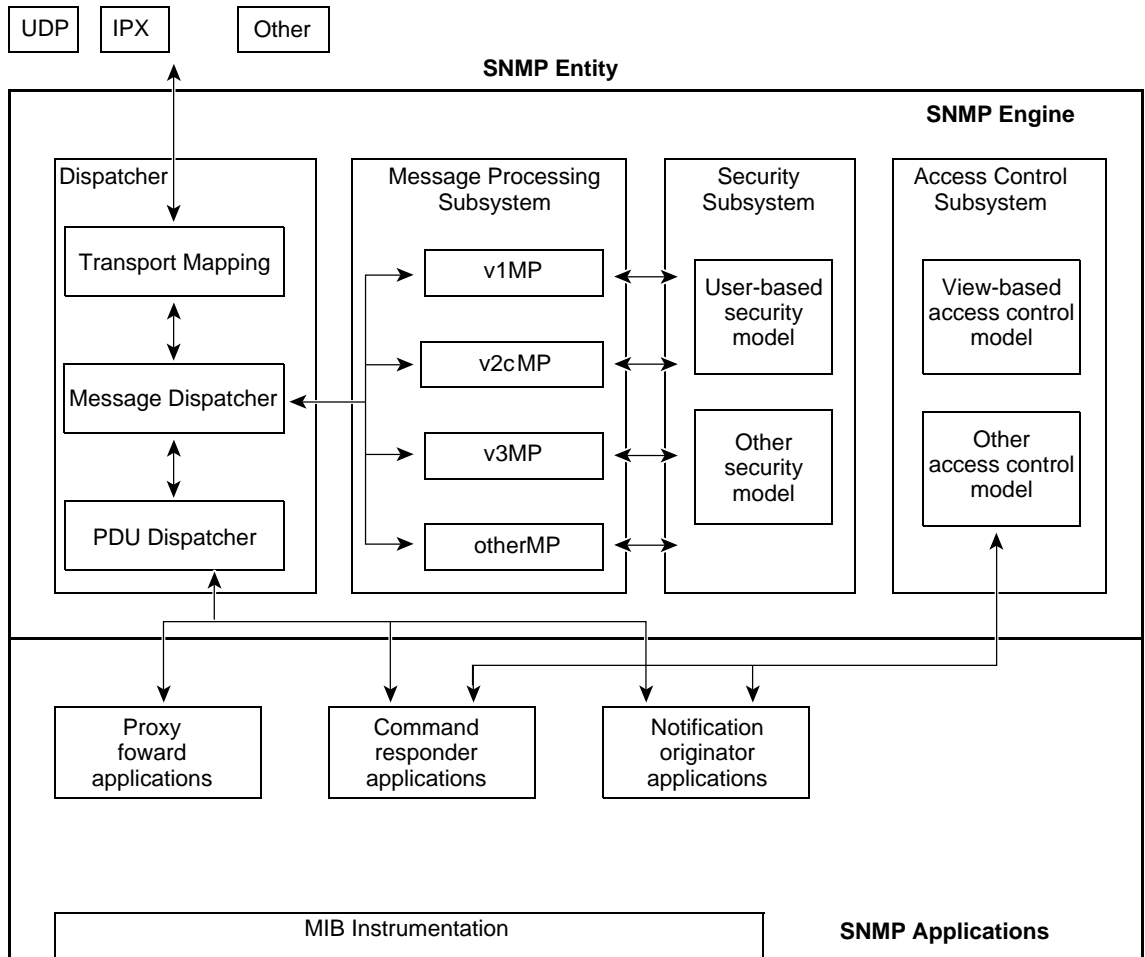 UDP
IPX
Other
SNMP Entity
SNMP Engine
Dispatcher
Transport Mapping
Message Dispatcher
PDU Dispatcher
Message Processing
Subsystem
v1MP
v2cMP
v3MP
otherMP
Security
Subsystem
User-based
security
model
Other
security
model
Access Control
Subsystem
View-based
access control
model
Other
access control
model
Proxy
foward
applications
Command
responder
applications
Notification
originator
applications
MIB Instrumentation
SNMP Applications